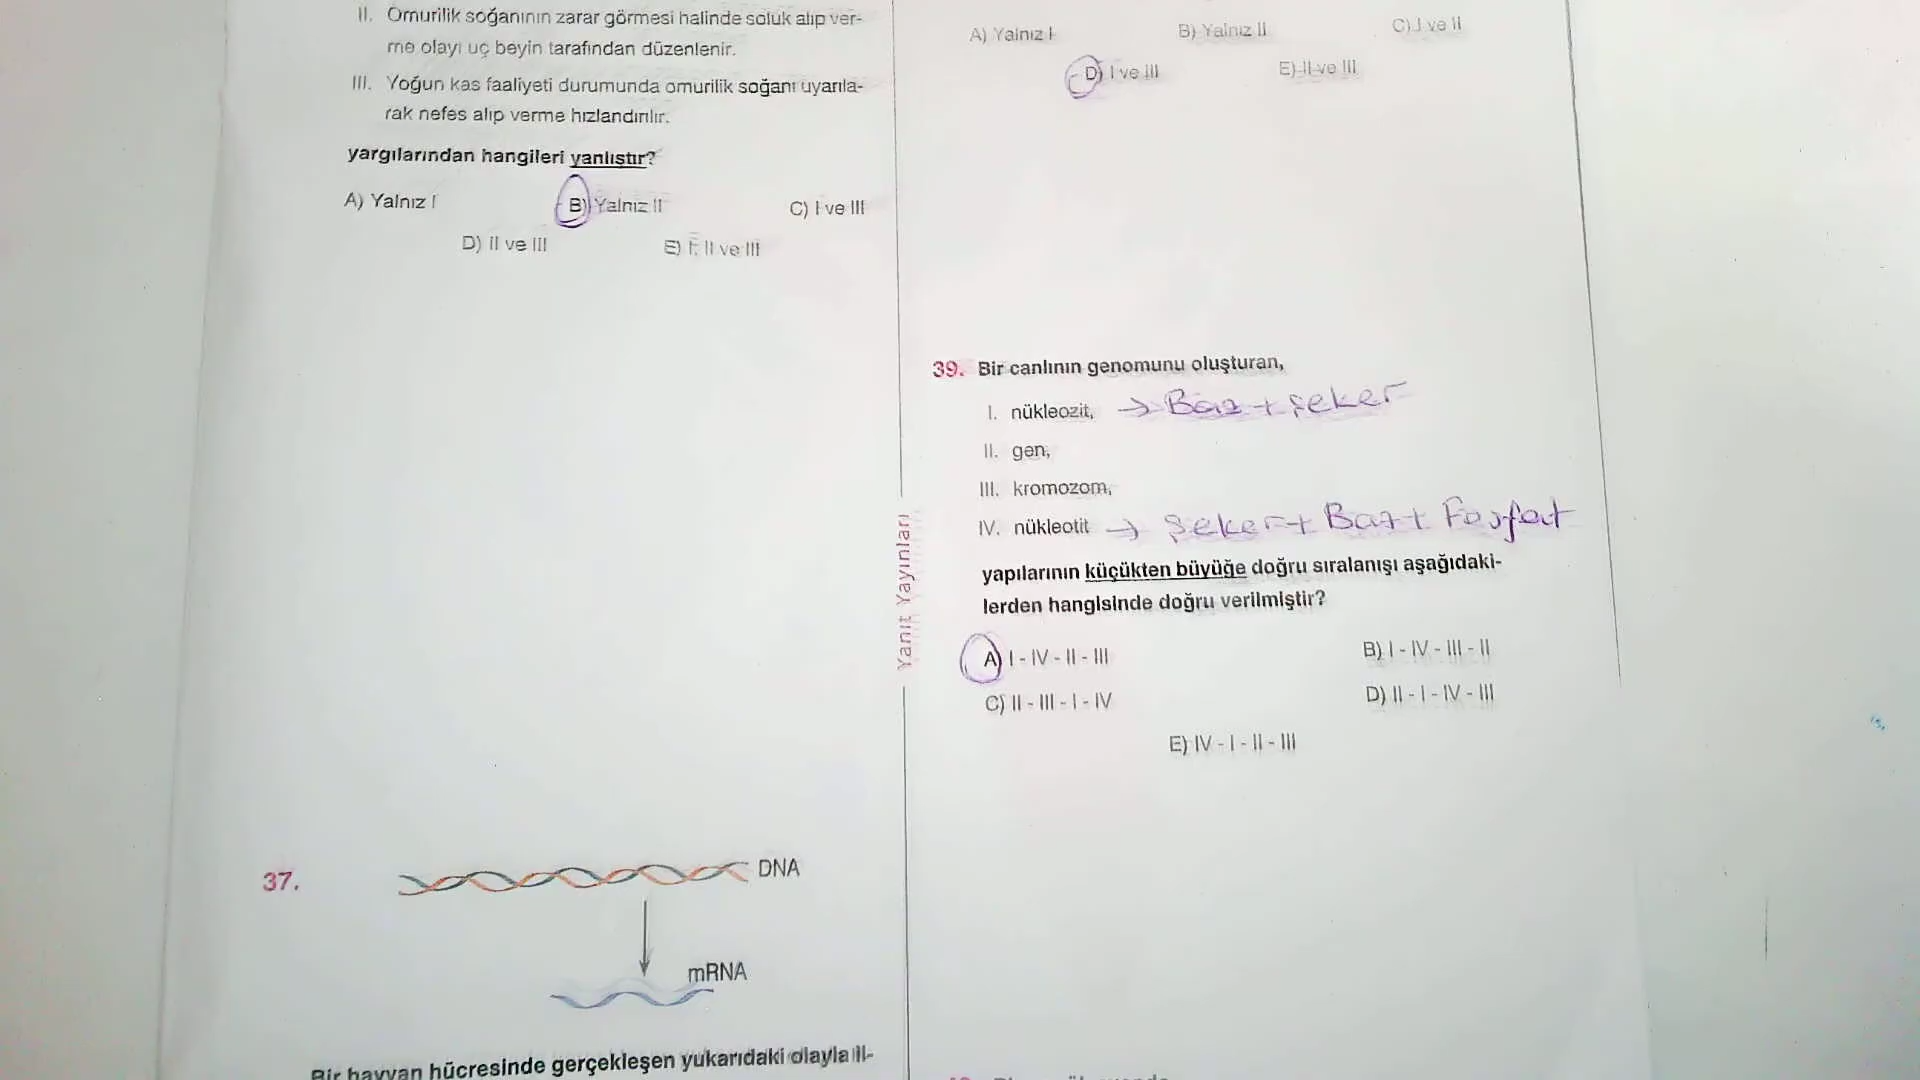 II. Omurilik soğanının zarar görmesi halinde soluk alıp ver-
me olayı uç beyin tarafından düzenlenir.
III. Yoğun kas faaliyeti durumunda omurilik soğanı uyarıla-
rak nefes alıp verme hızlandırılır.
yargılarından hangileri yanlıştır?
A) Yalnız I
B) Yalnız II
C) I ve III
D) II ve III
E) I, II ve III
37.
DNA
mRNA
Bir hayvan hücresinde gerçekleşen yukarıdaki olayla il-
Yanıt Yayınları
A) Yalnız I
B) Yalnız II
C) I ve II
D) I ve III
E) II ve III
39. Bir canlının genomunu oluşturan,
I. nükleozit, → Baz + şeker
II. gen,
III. kromozom,
IV. nükleotit → şeker + Baz + Fosfat
yapılarının küçükten büyüğe doğru sıralanışı aşağıdaki-
lerden hangisinde doğru verilmiştir?
A) I - IV - II - III
B) I - IV - III - II
C) II - III - I - IV
D) II - I - IV - III
E) IV - I - II - III